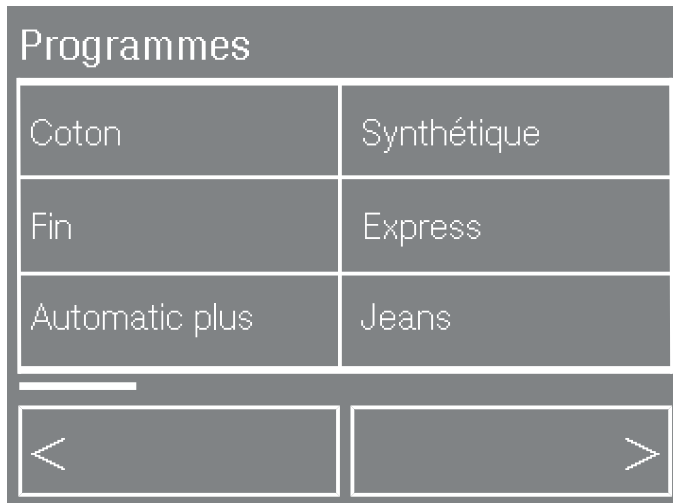 Programmes
Coton
Synthétique
Fin
Express
Automatic plus
Jeans
<
>